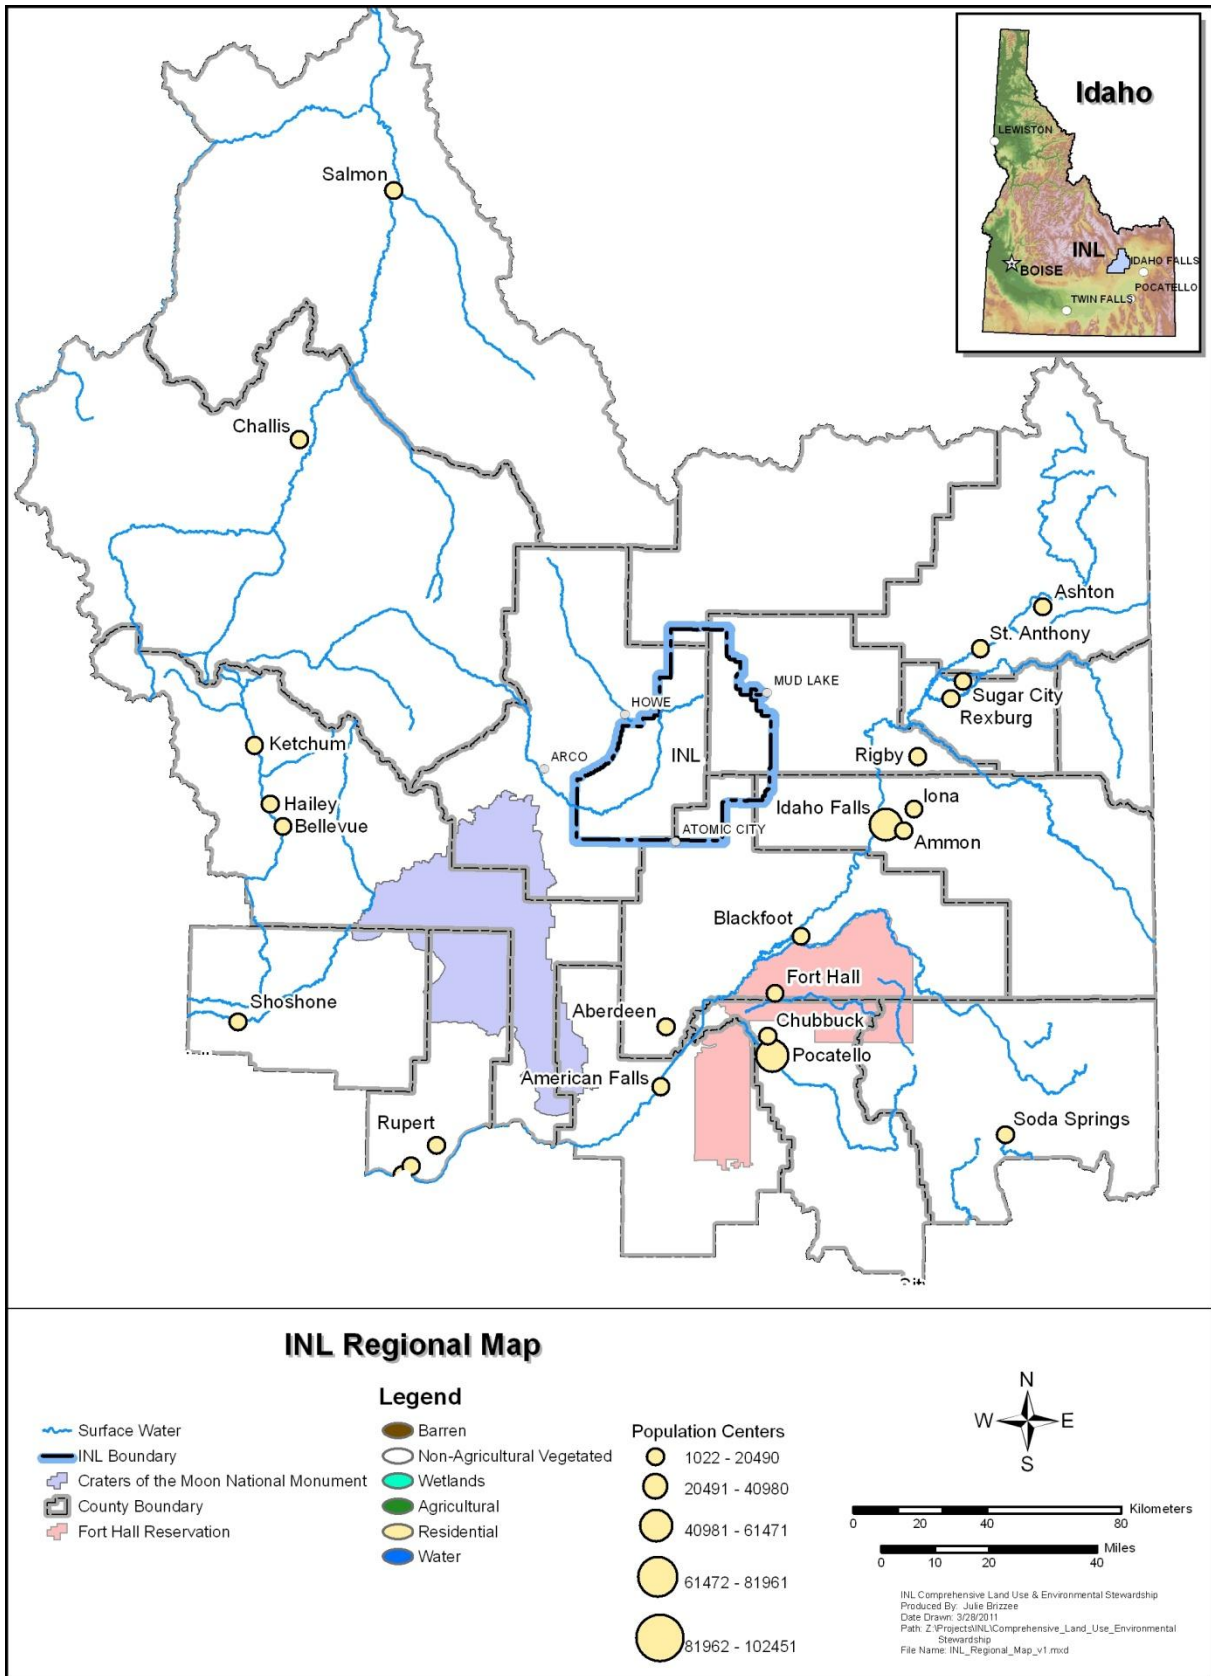 Idaho
LEWISTON
INL
BOISE
IDAHO FALLS
POCATELLO
TWIN FALLS
Salmon
Challis
Ashton
St. Anthony
Sugar City
Rexburg
MUD LAKE
HOWE
Ketchum
ARCO
INL
Rigby
Hailey
Bellevue
Idaho Falls
Iona
ATOMIC CITY
Ammon
Blackfoot
Fort Hall
Shoshone
Aberdeen
Chubbuck
Pocatello
American Falls
Rupert
Soda Springs
INL Regional Map
Legend
Surface Water
INL Boundary
Craters of the Moon National Monument
County Boundary
Fort Hall Reservation
Barren
Non-Agricultural Vegetated
Wetlands
Agricultural
Residential
Water
Population Centers
1022 - 20490
20491 - 40980
40981 - 61471
61472 - 81961
81962 - 102451
N
W E
S
Kilometers
0 20 40 80
Miles
0 10 20 40
INL Comprehensive Land Use & Environmental Stewardship
Produced By: Julie Brizzee
Date Drawn: 3/28/2011
Path: Z:\Projects\INL\Comprehensive_Land_Use_Environmental
Stewardship
File Name: INL_Regional_Map_v1.mxd